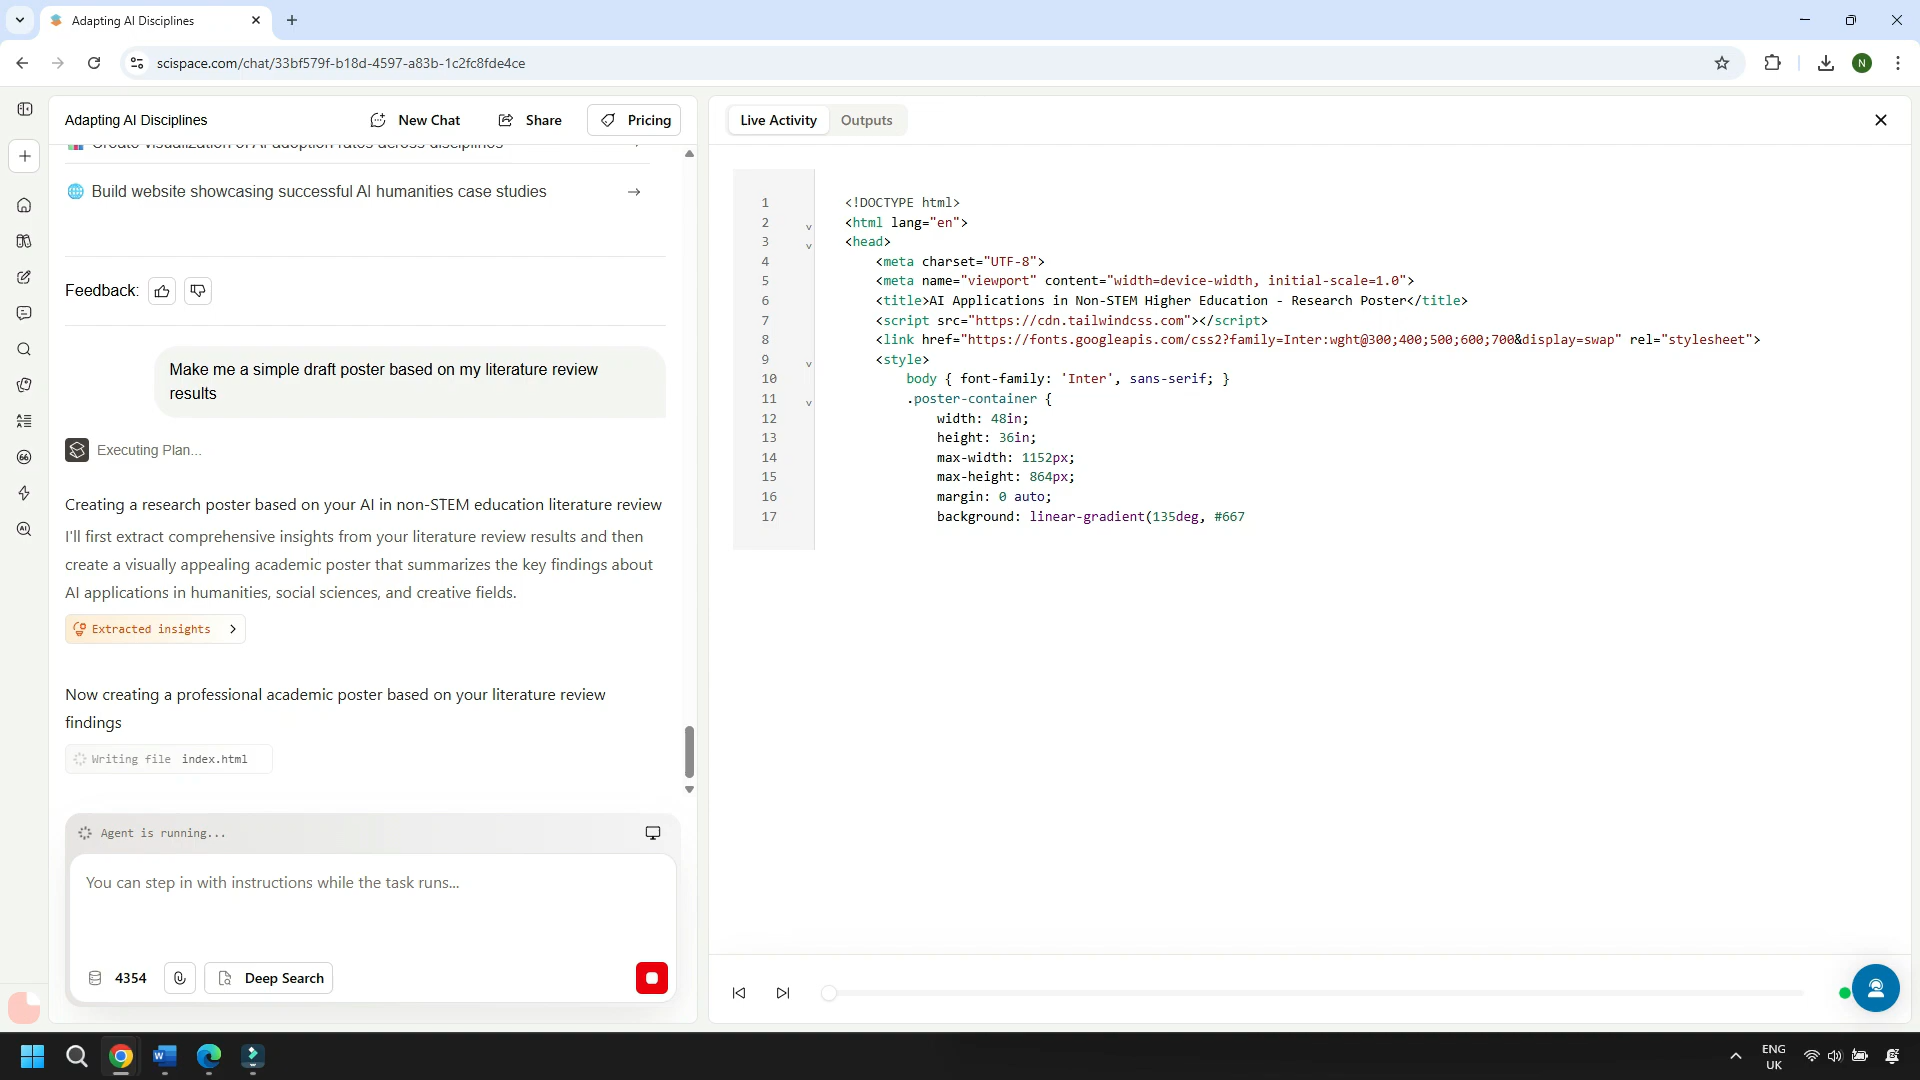 Adapting AI Disciplines
scispace.com/chat/33bf579f-b18d-4597-a83b-1c2fc8fde4ce
N
Adapting AI Disciplines
New Chat
Share
Pricing
Create visualization of AI adoption rates across disciplines
Build website showcasing successful AI humanities case studies
Feedback:
Make me a simple draft poster based on my literature review
results
Executing Plan...
Creating a research poster based on your AI in non-STEM education literature review
I'll first extract comprehensive insights from your literature review results and then
create a visually appealing academic poster that summarizes the key findings about
AI applications in humanities, social sciences, and creative fields.
Extracted insights
Now creating a professional academic poster based on your literature review
findings
Writing file index.html
Agent is running...
You can step in with instructions while the task runs...
4354
Deep Search
Live Activity
Outputs
1 <!DOCTYPE html>
2 <html lang="en">
3 <head>
4 <meta charset="UTF-8">
5 <meta name="viewport" content="width=device-width, initial-scale=1.0">
6 <title>AI Applications in Non-STEM Higher Education - Research Poster</title>
7 <script src="https://cdn.tailwindcss.com"></script>
8 <link href="https://fonts.googleapis.com/css2?family=Inter:wght@300;400;500;600;700&display=swap" rel="stylesheet">
9 <style>
10 body { font-family: 'Inter', sans-serif; }
11 .poster-container {
12 width: 48in;
13 height: 36in;
14 max-width: 1152px;
15 max-height: 864px;
16 margin: 0 auto;
17 background: linear-gradient(135deg, #667
ENG
UK